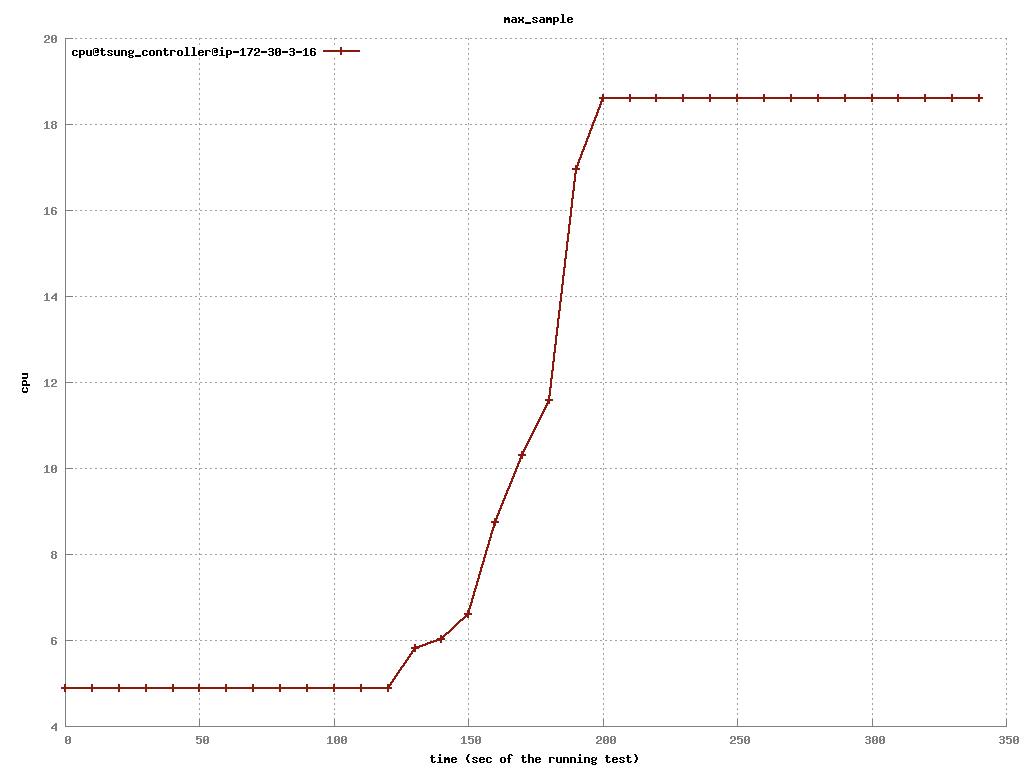 max_sample
cpu@tsung_controller@ip-172-30-3-16
20
18
16
14
12
10
8
6
4
cpu
0 50 100 150 200 250 300 350
time (sec of the running test)